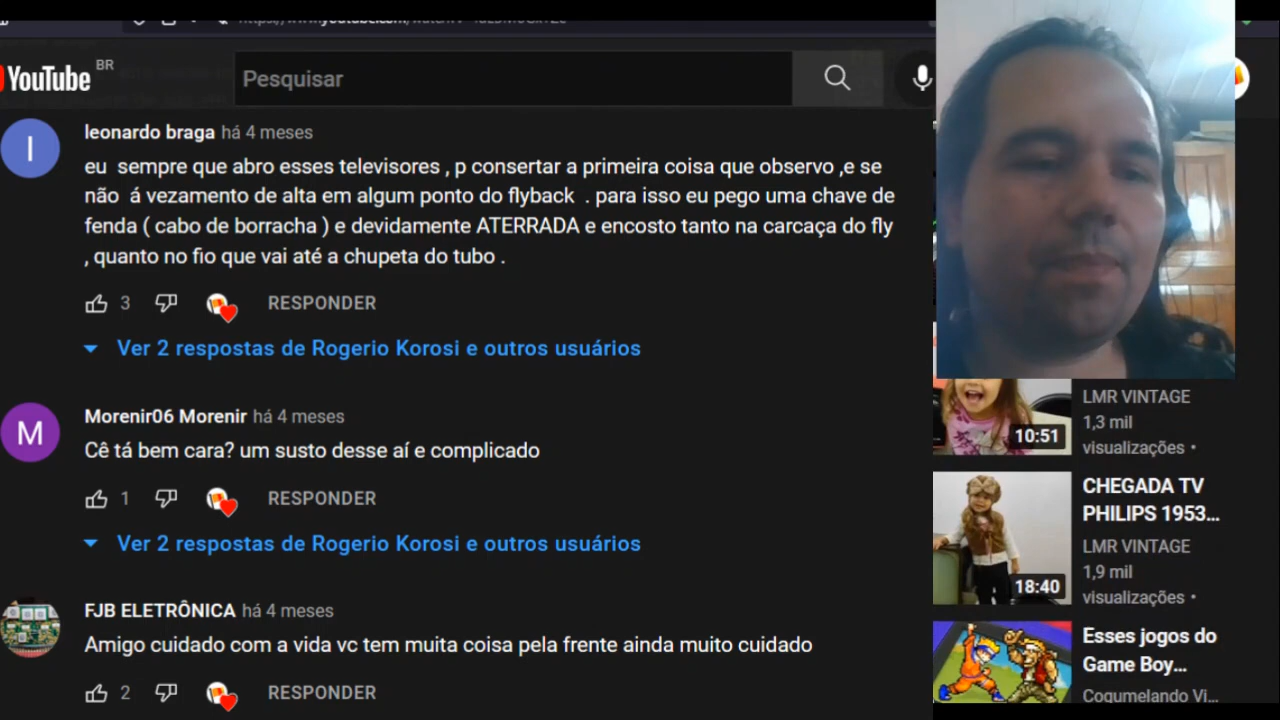 YouTube BR
Pesquisar
leonardo braga há 4 meses
eu sempre que abro esses televisores , p consertar a primeira coisa que observo ,e se
não á vezamento de alta em algum ponto do flyback . para isso eu pego uma chave de
fenda ( cabo de borracha ) e devidamente ATERRADA e encosto tanto na carcaça do fly
, quanto no fio que vai até a chupeta do tubo .
3 RESPONDER
Ver 2 respostas de Rogerio Korosi e outros usuários
M
Morenir06 Morenir há 4 meses
Cê tá bem cara? um susto desse aí e complicado
1 RESPONDER
Ver 2 respostas de Rogerio Korosi e outros usuários
FJB ELETRÔNICA há 4 meses
Amigo cuidado com a vida vc tem muita coisa pela frente ainda muito cuidado
2 RESPONDER
10:51
LMR VINTAGE
1,3 mil
visualizações •
18:40
CHEGADA TV
PHILIPS 1953...
LMR VINTAGE
1,9 mil
visualizações •
Esses jogos do
Game Boy...
Cogumelando Vi...